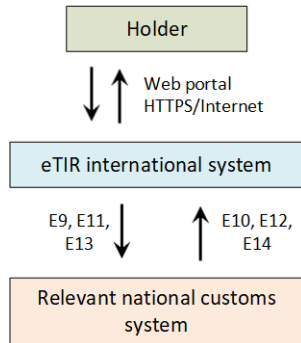 Holder
Web portal
HTTPS/Internet
eTIR international system
E9, E11,
E13
E10, E12,
E14
Relevant national customs
system